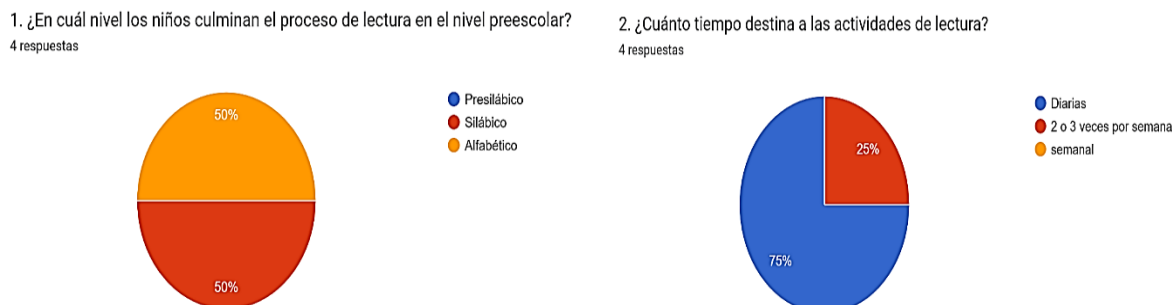 1. ¿En cuál nivel los niños culminan el proceso de lectura en el nivel preescolar?
4 respuestas
50%
50%
Presilábico
Silábico
Alfabético
2. ¿Cuánto tiempo destina a las actividades de lectura?
4 respuestas
25%
75%
Diarias
2 o 3 veces por semana
semanal